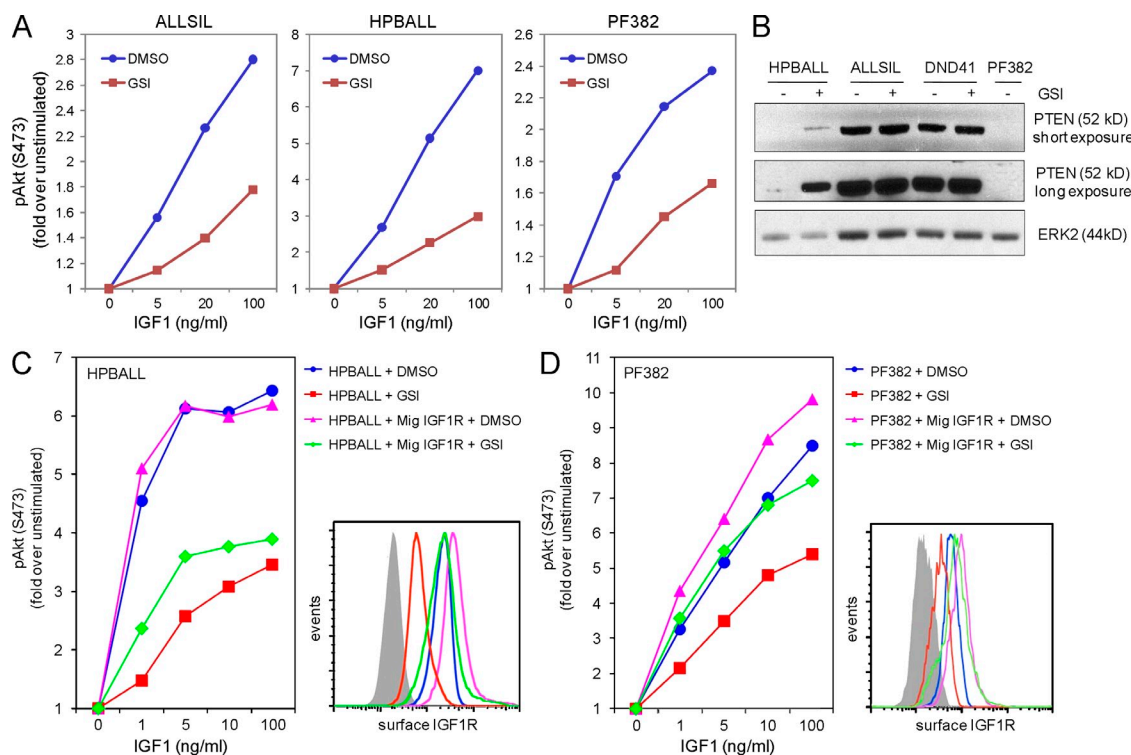 A
ALLSIL
HPBALL
PF382
pAkt (S473)
(fold over unstimulated)
3
2.8
2.6
2.4
2.2
2
1.8
1.6
1.4
1.2
1
DMSO
GSI
0 5 20 100
IGF1 (ng/ml)
8
7
6
5
4
3
2
1
DMSO
GSI
0 5 20 100
IGF1 (ng/ml)
2.6
2.4
2.2
2
1.8
1.6
1.4
1.2
1
DMSO
GSI
0 5 20 100
IGF1 (ng/ml)
B
HPBALL ALLSIL DND41 PF382
- + - + - + - GSI
PTEN (52 kD)
short exposure
PTEN (52 kD)
long exposure
ERK2 (44kD)
C
HPBALL
pAkt (S473)
(fold over unstimulated)
7
6
5
4
3
2
1
0 1 5 10 100
IGF1 (ng/ml)
HPBALL + DMSO
HPBALL + GSI
HPBALL + Mig IGF1R + DMSO
HPBALL + Mig IGF1R + GSI
events
surface IGF1R
D
PF382
pAkt (S473)
(fold over unstimulated)
11
10
9
8
7
6
5
4
3
2
1
0 1 5 10 100
IGF1 (ng/ml)
PF382 + DMSO
PF382 + GSI
PF382 + Mig IGF1R + DMSO
PF382 + Mig IGF1R + GSI
events
surface IGF1R